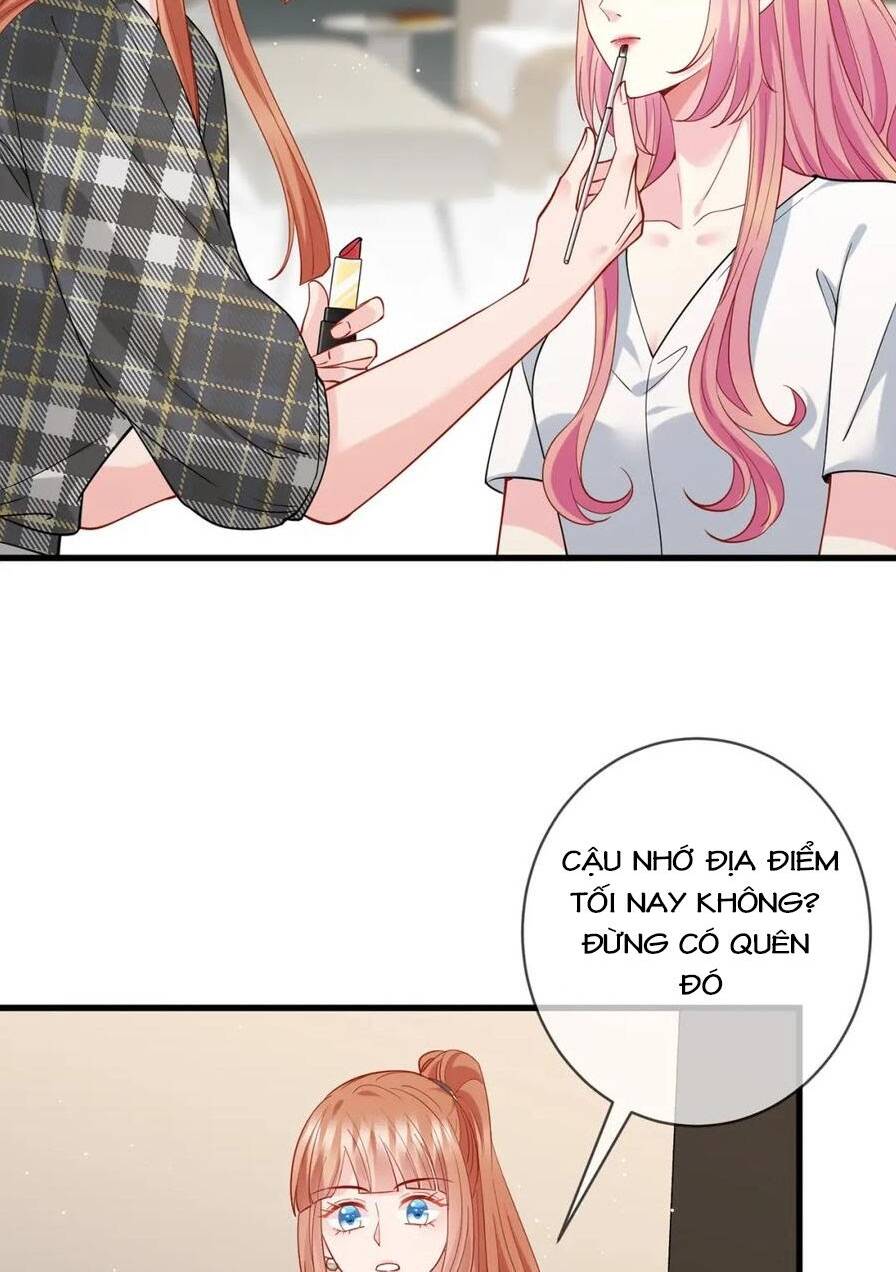 CẬU NHỚ ĐỊA ĐIỂM
TỐI NAY KHÔNG?
ĐỪNG CÓ QUÊN
ĐÓ